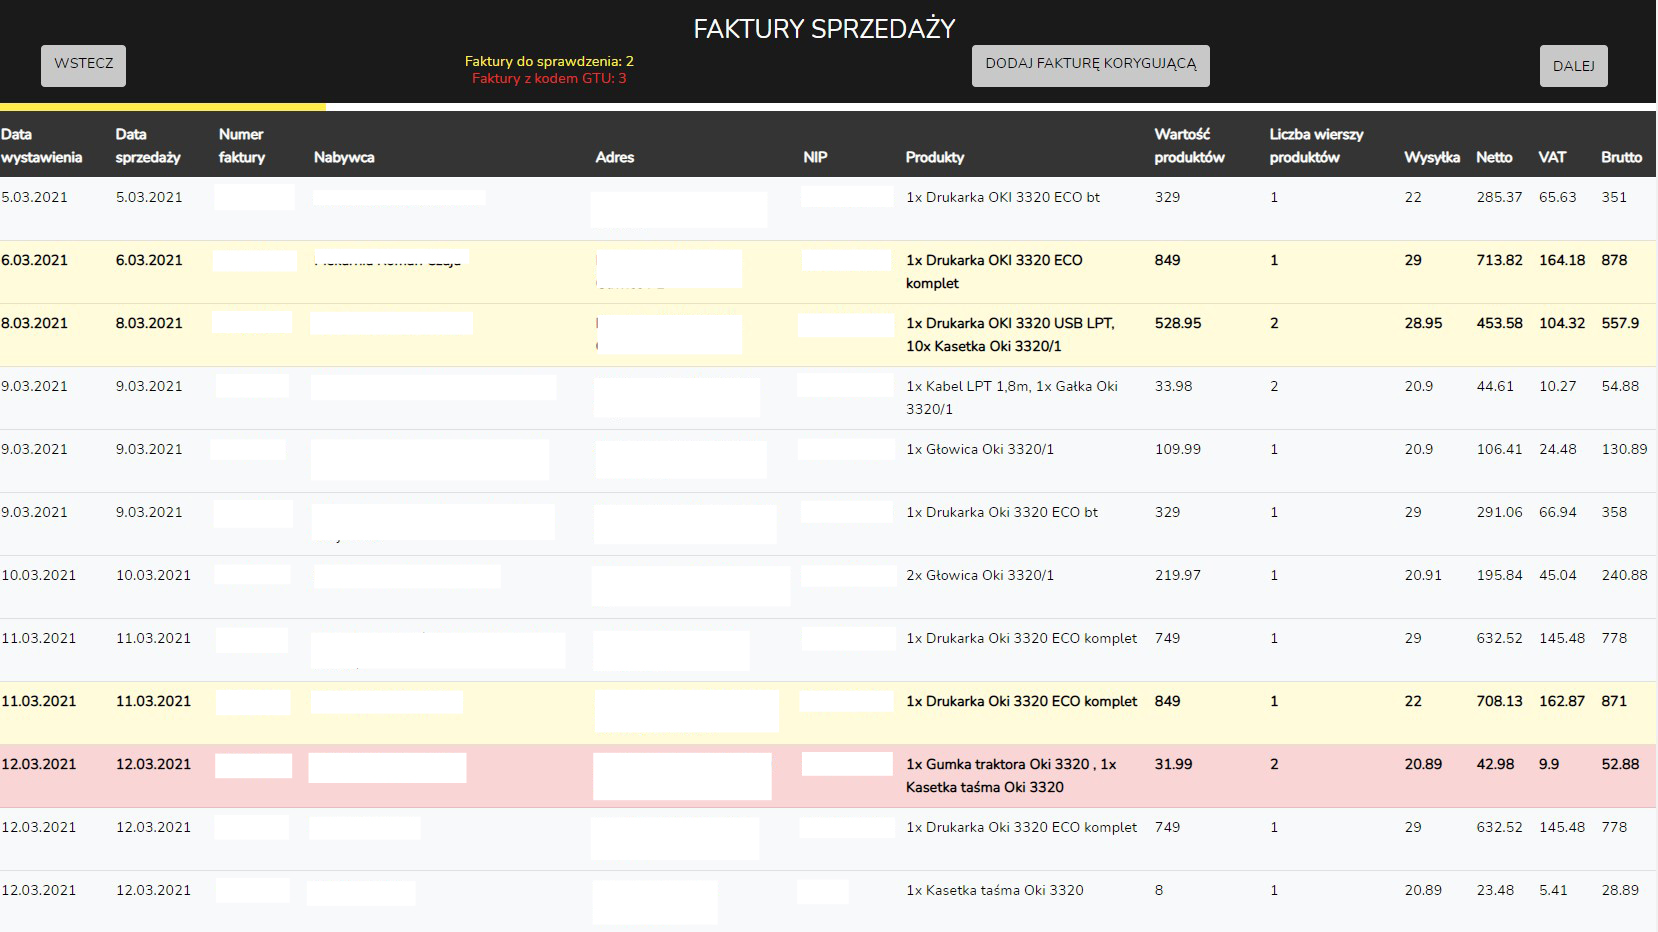 FAKTURY SPRZEDAŻY
WSTECZ
Faktury do sprawdzenia: 2
Faktury z kodem GTU: 3
DODAJ FAKTURĘ KORYGUJĄCĄ
DALEJ
Data wystawienia Data sprzedaży Numer faktury Nabywca Adres NIP Produkty Wartość produktów Liczba wierszy produktów Wysyłka Netto VAT Brutto
5.03.2021 5.03.2021 1x Drukarka OKI 3320 ECO bt 329 1 22 285.37 65.63 351
6.03.2021 6.03.2021 1x Drukarka OKI 3320 ECO 849 1 29 713.82 164.18 878
komplet
8.03.2021 8.03.2021 1x Drukarka OKI 3320 USB LPT, 528.95 2 28.95 453.58 104.32 557.9
10x Kasetka Oki 3320/1
9.03.2021 9.03.2021 1x Kabel LPT 1,8m, 1x Gałka Oki 33.98 2 20.9 44.61 10.27 54.88
3320/1
9.03.2021 9.03.2021 1x Głowica Oki 3320/1 109.99 1 20.9 106.41 24.48 130.89
9.03.2021 9.03.2021 1x Drukarka Oki 3320 ECO bt 329 1 29 291.06 66.94 358
10.03.2021 10.03.2021 2x Głowica Oki 3320/1 219.97 1 20.91 195.84 45.04 240.88
11.03.2021 11.03.2021 1x Drukarka Oki 3320 ECO komplet 749 1 29 632.52 145.48 778
11.03.2021 11.03.2021 1x Drukarka Oki 3320 ECO komplet 849 1 22 708.13 162.87 871
12.03.2021 12.03.2021 1x Gumka traktora Oki 3320 , 1x 31.99 2 20.89 42.98 9.9 52.88
Kasetka taśma Oki 3320
12.03.2021 12.03.2021 1x Drukarka Oki 3320 ECO komplet 749 1 29 632.52 145.48 778
12.03.2021 12.03.2021 1x Kasetka taśma Oki 3320 8 1 20.89 23.48 5.41 28.89